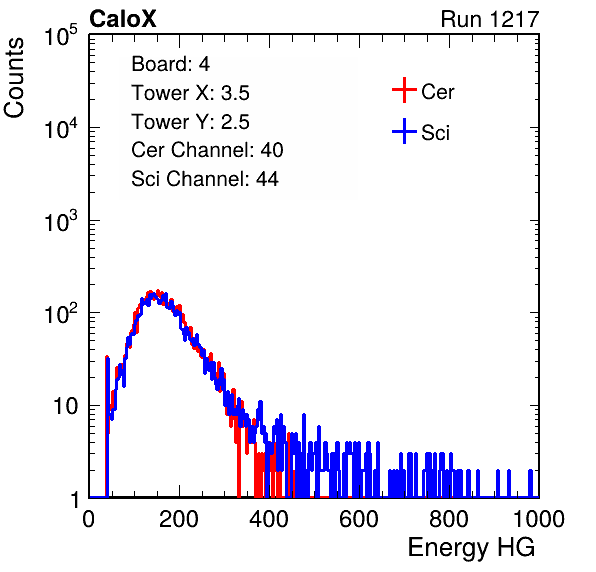 CaloX Run 1217
Counts
Board: 4
Tower X: 3.5
Tower Y: 2.5
Cer Channel: 40
Sci Channel: 44
Cer
Sci
10^5
10^4
10^3
10^2
10
1
0 200 400 600 800 1000
Energy HG